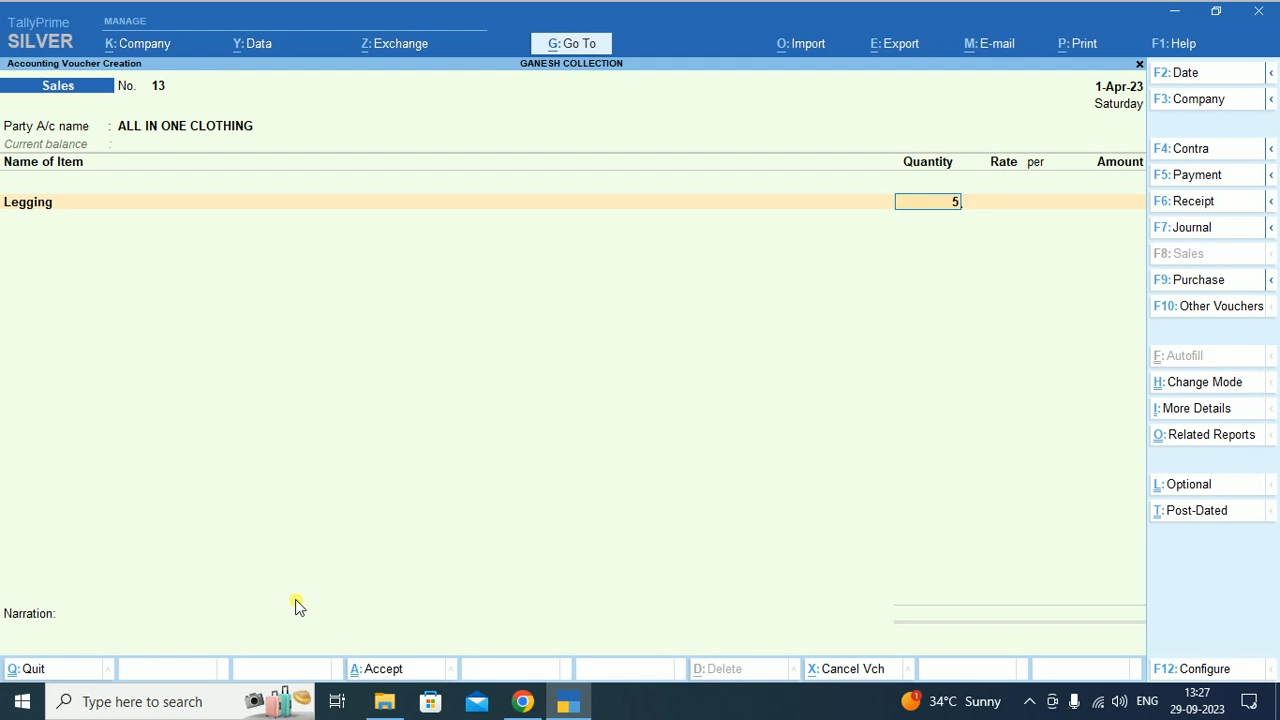 TallyPrime
MANAGE
SILVER
K: Company
Y: Data
Z: Exchange
G: Go To
O: Import
E: Export
M: E-mail
P: Print
F1: Help
Accounting Voucher Creation
GANESH COLLECTION
Sales No. 13
1-Apr-23
Saturday
Party A/c name : ALL IN ONE CLOTHING
Current balance :
Name of Item Quantity Rate per Amount
Legging 5
Narration:
F2: Date
F3: Company
F4: Contra
F5: Payment
F6: Receipt
F7: Journal
F8: Sales
F9: Purchase
F10: Other Vouchers
F: Autofill
H: Change Mode
I: More Details
O: Related Reports
L: Optional
T: Post-Dated
Q: Quit
A: Accept
D: Delete
X: Cancel Vch
F12: Configure
Type here to search
1
34°C Sunny
ENG
13:27
29-09-2023